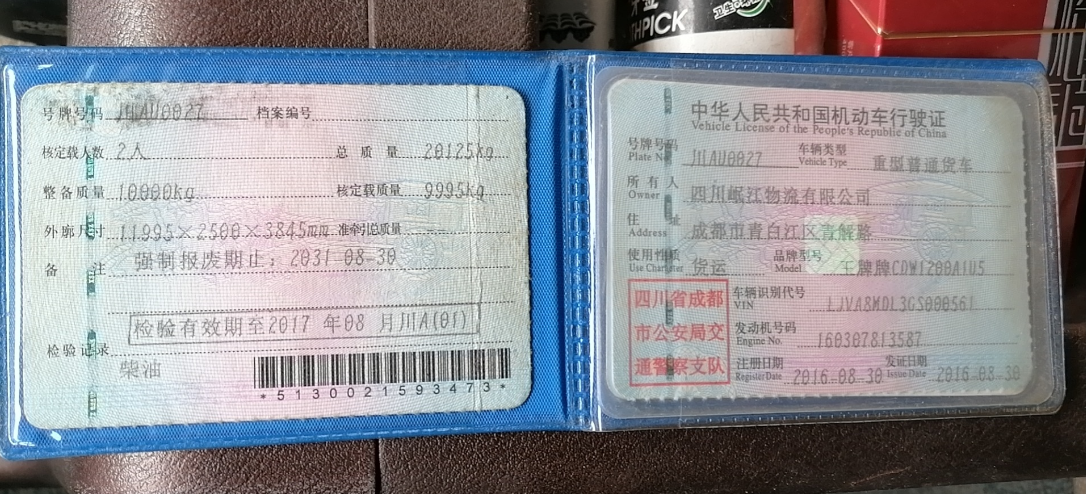 THPICK
号牌号码 川AU0027 档案编号
核定载人数 2人 总质量 20125kg
整备质量 10000kg 核定载质量 9995kg
外廓尺寸 11995×2500×3845mm 准牵引总质量 --
备注 强制报废期止：2031-08-30
检验有效期至2017年08月川A(01)
检验记录
柴油
*5130021593473*
中华人民共和国机动车行驶证
Vehicle License of the People's Republic of China
号牌号码 川AU0027 车辆类型 重型普通货车
Plate No. Vehicle Type
所有人 四川岷江物流有限公司
Owner
住址 成都市青白江区青解路
Address
使用性质 货运 品牌型号 王牌牌CDW1200A1U5
Use Character Model
四川省成都
市公安局交
通警察支队
车辆识别代号 LJVA8MDL3GS000561
VIN
发动机号码 160307813587
Engine No.
注册日期 2016-08-30 发证日期 2016-08-30
Register Date Issue Date